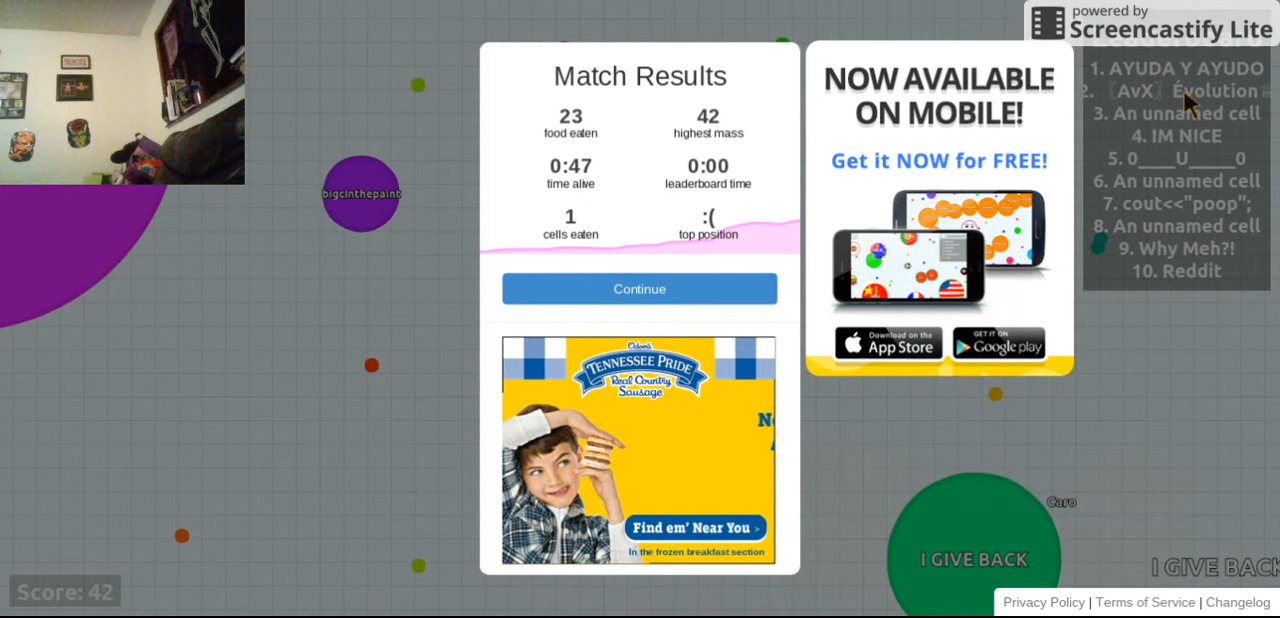 powered by
Screencastify Lite
Match Results
23
food eaten
42
highest mass
0:47
time alive
0:00
leaderboard time
1
cells eaten
:(
top position
Continue
Odom's
TENNESSEE PRIDE
Real Country
Sausage
Find em' Near You >
In the frozen breakfast section
NOW AVAILABLE
ON MOBILE!
Get it NOW for FREE!
Download on the
App Store
GET IT ON
Google play
1. AYUDA Y AYUDO
2. 〖AvX〗 Évolution
3. An unnamed cell
4. IM NICE
5. 0____U____0
6. An unnamed cell
7. cout<<"poop";
8. An unnamed cell
9. Why Meh?!
10. Reddit
bigcinthepaint
Caro
I GIVE BACK
I GIVE BACK
Score: 42
Privacy Policy | Terms of Service | Changelog